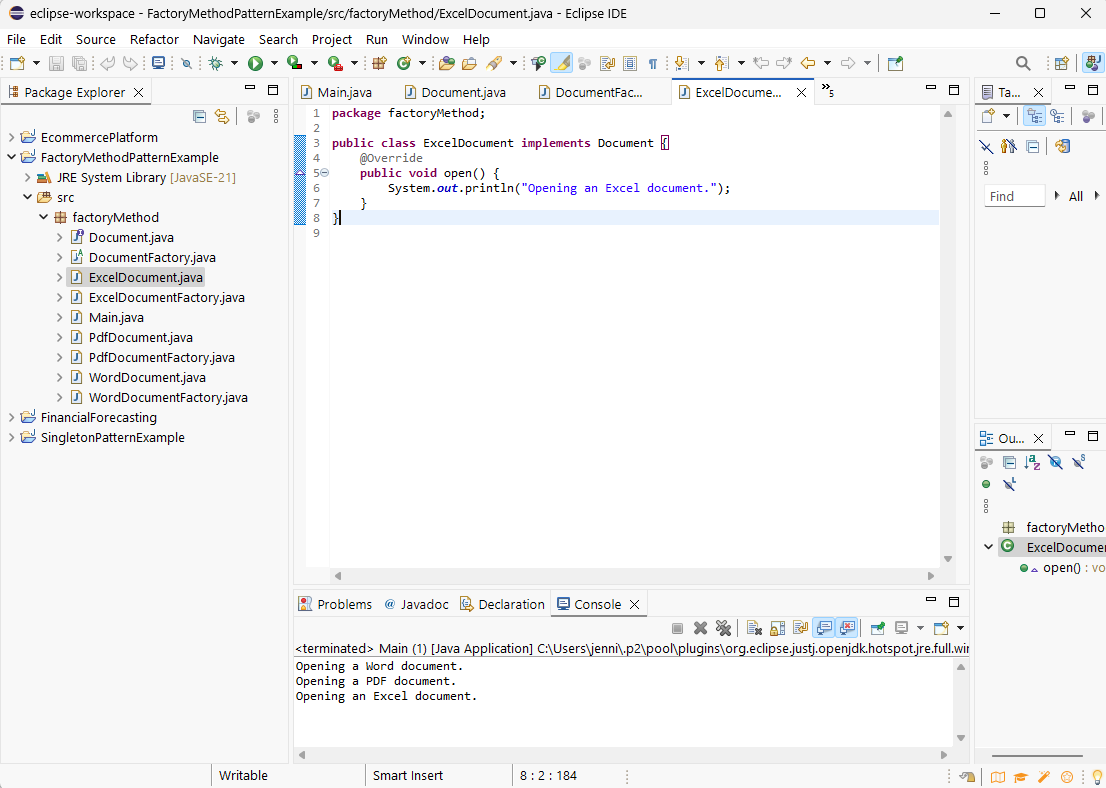 eclipse-workspace - FactoryMethodPatternExample/src/factoryMethod/ExcelDocument.java - Eclipse IDE
File Edit Source Refactor Navigate Search Project Run Window Help
Package Explorer
EcommercePlatform
FactoryMethodPatternExample
JRE System Library [JavaSE-21]
src
factoryMethod
Document.java
DocumentFactory.java
ExcelDocument.java
ExcelDocumentFactory.java
Main.java
PdfDocument.java
PdfDocumentFactory.java
WordDocument.java
WordDocumentFactory.java
FinancialForecasting
SingletonPatternExample
Main.java Document.java DocumentFac... ExcelDocume... »5
1 package factoryMethod;
2
3 public class ExcelDocument implements Document {
4 @Override
5 public void open() {
6 System.out.println("Opening an Excel document.");
7 }
8 }
9
Ta...
Find All
Ou...
factoryMetho
ExcelDocumen
open() : vo
Problems @ Javadoc Declaration Console
<terminated> Main (1) [Java Application] C:\Users\jenni\.p2\pool\plugins\org.eclipse.justj.openjdk.hotspot.jre.full.wir
Opening a Word document.
Opening a PDF document.
Opening an Excel document.
Writable Smart Insert 8 : 2 : 184